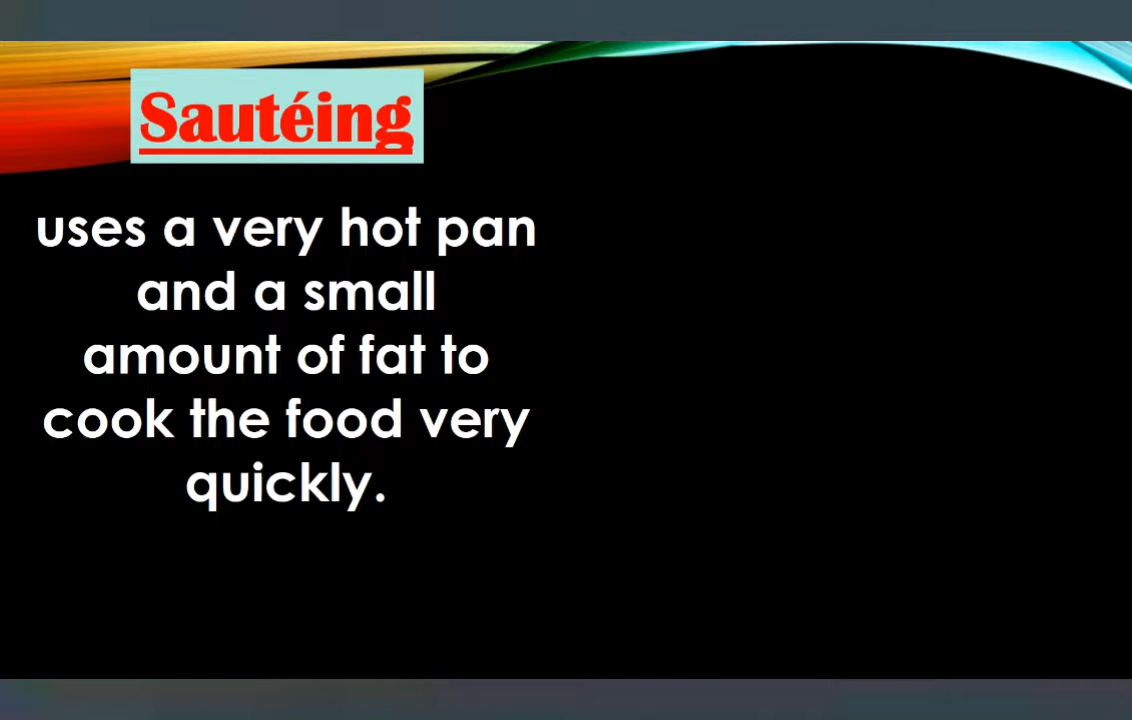 Sautéing
uses a very hot pan
and a small
amount of fat to
cook the food very
quickly.